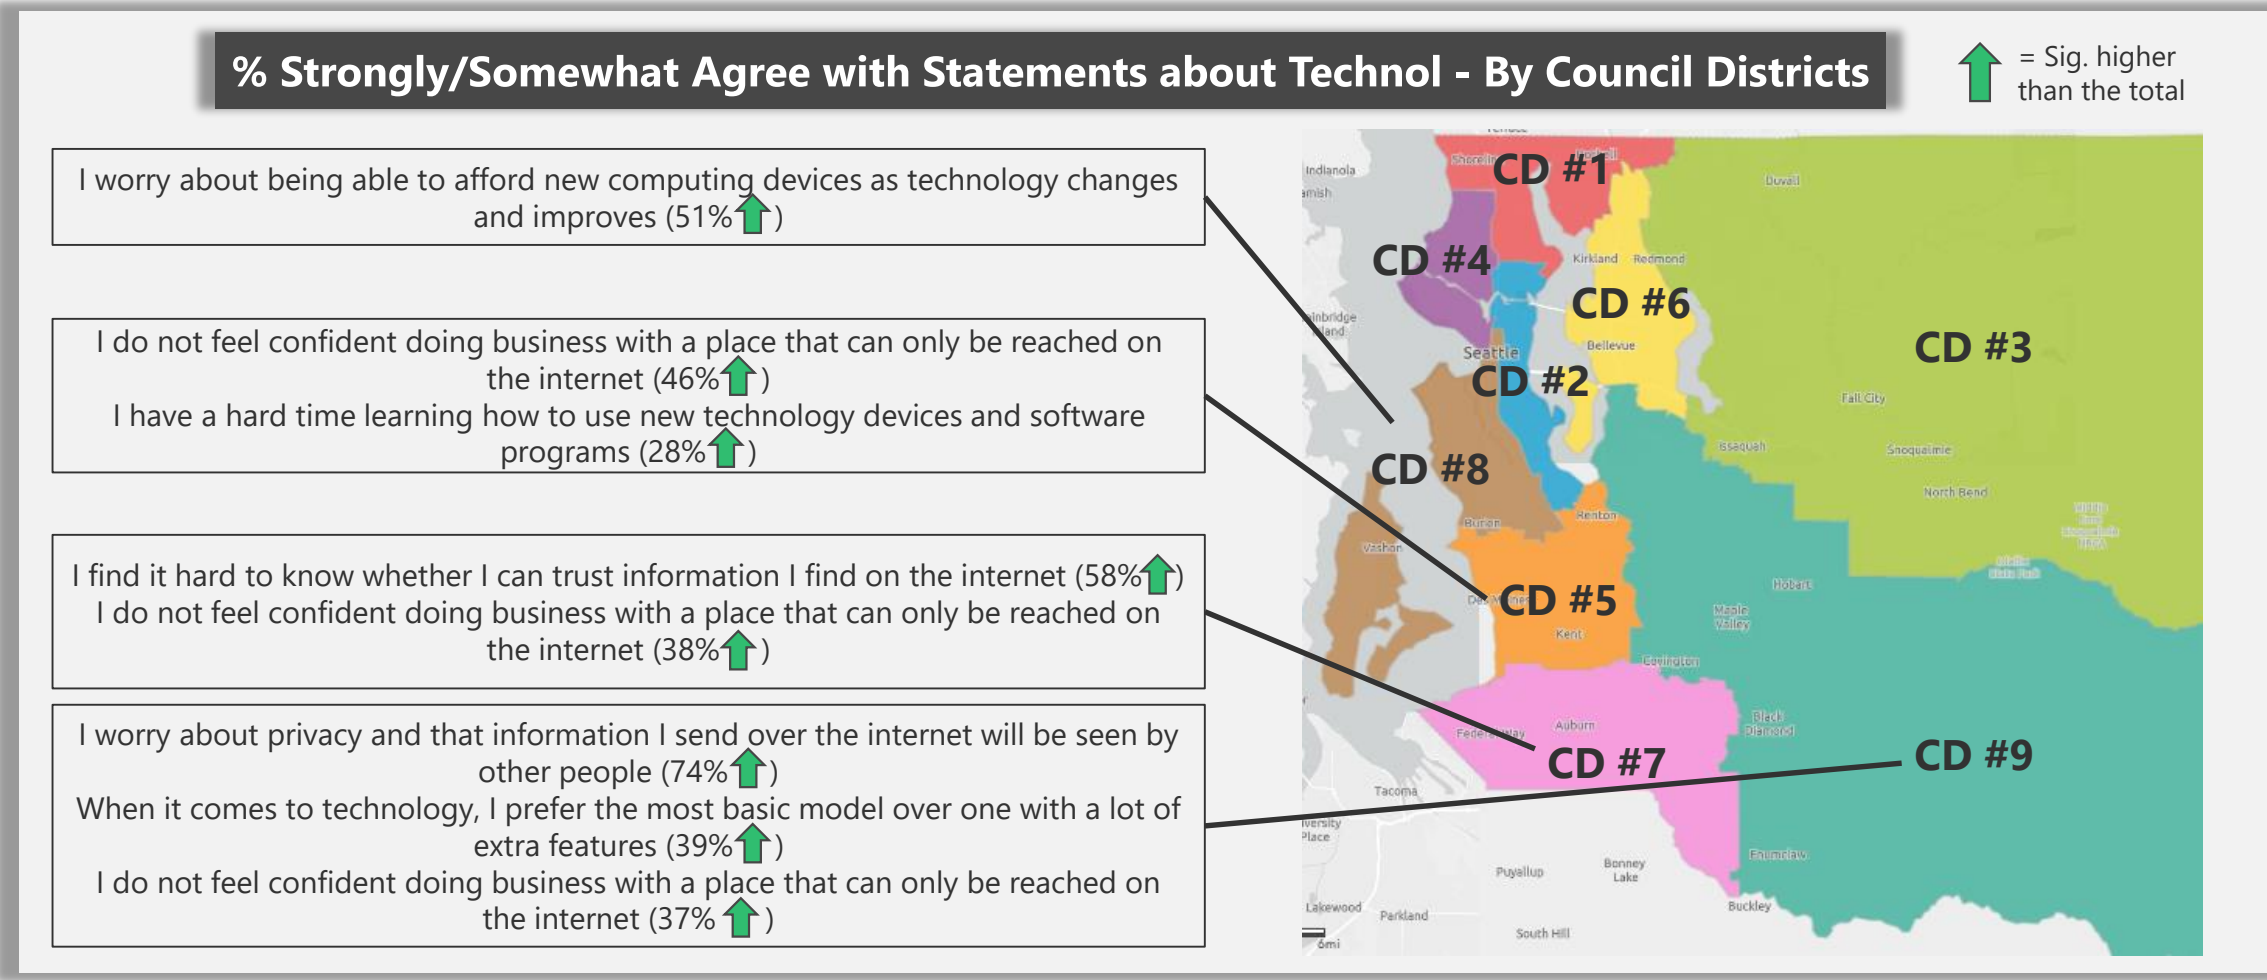 % Strongly/Somewhat Agree with Statements about Technol - By Council Districts
= Sig. higher
than the total
I worry about being able to afford new computing devices as technology changes
and improves (51% )
I do not feel confident doing business with a place that can only be reached on
the internet (46% )
I have a hard time learning how to use new technology devices and software
programs (28% )
I find it hard to know whether I can trust information I find on the internet (58% )
I do not feel confident doing business with a place that can only be reached on
the internet (38% )
I worry about privacy and that information I send over the internet will be seen by
other people (74% )
When it comes to technology, I prefer the most basic model over one with a lot of
extra features (39% )
I do not feel confident doing business with a place that can only be reached on
the internet (37% )
CD #1
Indianola
Duvall
CD #4
Kirkland
Redmond
CD #6
CD #3
Bellevue
Seattle
CD #2
Fall City
Issaquah
Snoqualmie
CD #8
North Bend
Burien
Renton
Vashon
Hobart
CD #5
Maple
Valley
Kent
Covington
Black
Diamond
Auburn
Federal Way
CD #7
CD #9
Tacoma
Place
Enumclaw
Puyallup
Bonney
Lake
Lakewood
Parkland
Buckley
South Hill
6mi